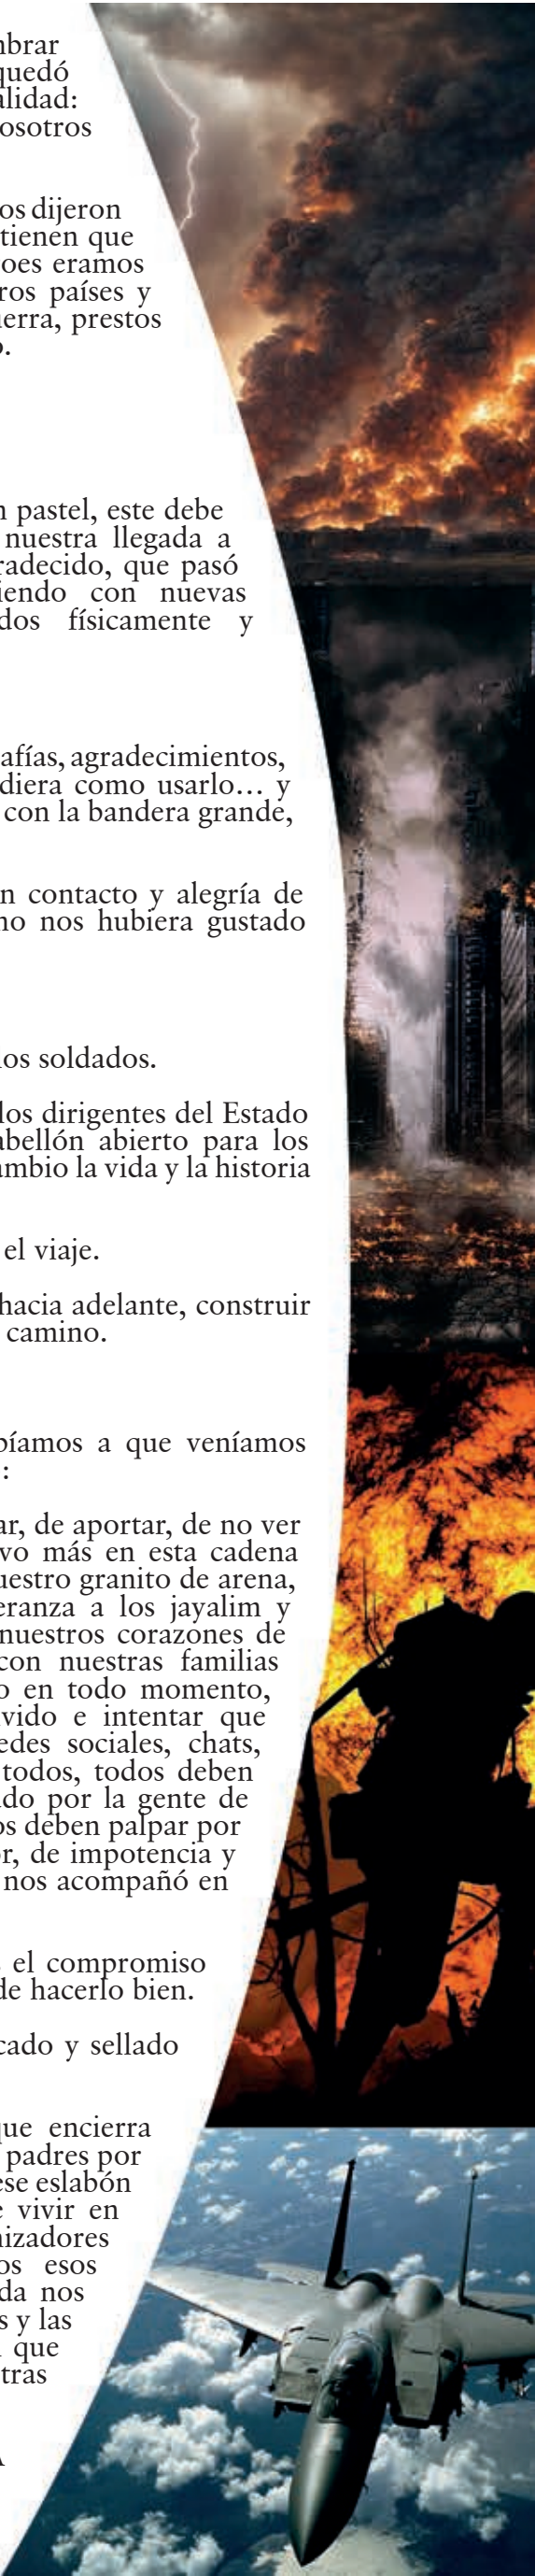 mbrar
quedó
alidad:
osotros
os dijeron
tienen que
oes eramos
ros países y
ierra, prestos
o.
n pastel, este debe
nuestra llegada a
radecido, que pasó
iendo con nuevas
dos físicamente y
afías, agradecimientos,
diera como usarlo... y
con la bandera grande,
n contacto y alegría de
no nos hubiera gustado
los soldados.
los dirigentes del Estado
abellón abierto para los
ambio la vida y la historia
el viaje.
hacia adelante, construir
camino.
bíamos a que veníamos
:
ar, de aportar, de no ver
vo más en esta cadena
uestro granito de arena,
eranza a los jayalim y
nuestros corazones de
con nuestras familias
o en todo momento,
vido e intentar que
edes sociales, chats,
todos, todos deben
do por la gente de
os deben palpar por
r, de impotencia y
nos acompañó en
el compromiso
de hacerlo bien.
cado y sellado
que encierra
padres por
ese eslabón
e vivir en
nizadores
os esos
da nos
s y las
que
tras
A